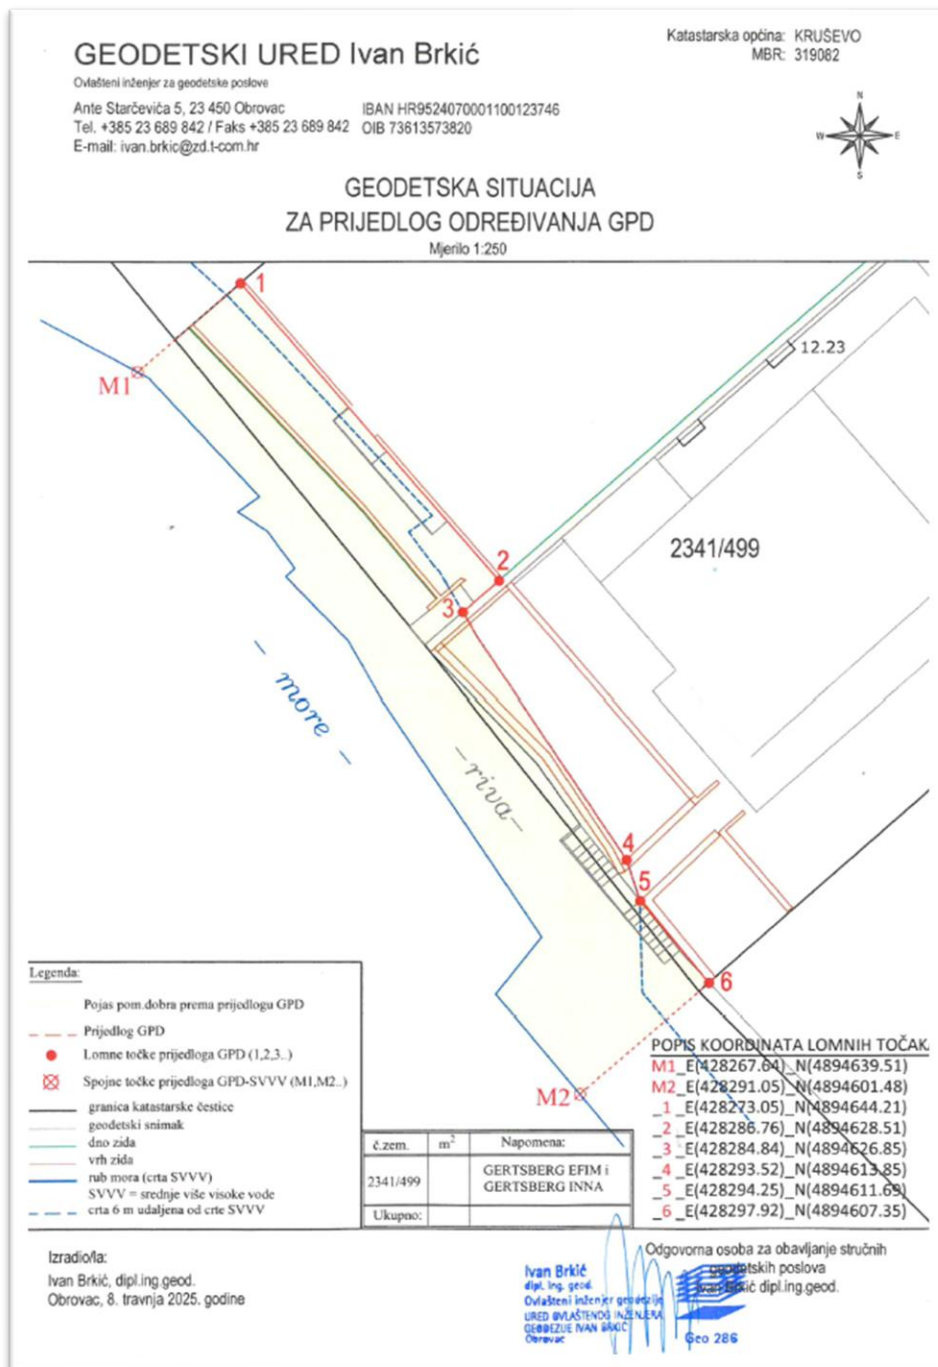 GEODETSKI URED Ivan Brkić
Ovlašteni inženjer za geodetske poslove
Ante Starčevića 5, 23 450 Obrovac
Tel. +385 23 689 842 / Faks +385 23 689 842
E-mail: ivan.brkic@zd.t-com.hr
IBAN HR9524070001100123746
OIB 73613573820
Katastarska općina: KRUŠEVO
MBR: 319082
N
W E
S
GEODETSKA SITUACIJA
ZA PRIJEDLOG ODREĐIVANJA GPD
Mjerilo 1:250
1
12.23
M1
2341/499
2
3
- more -
- riva -
4
5
6
M2
Legenda:
Pojas pom.dobra prema prijedlogu GPD
Prijedlog GPD
Lomne točke prijedloga GPD (1,2,3..)
Spojne točke prijedloga GPD-SVVV (M1,M2..)
granica katastarske čestice
geodetski snimak
dno zida
vrh zida
rub mora (crta SVVV)
SVVV = srednje više visoke vode
crta 6 m udaljena od crte SVVV
č.zem. m² Napomena:
2341/499 GERTSBERG EFIM i
GERTSBERG INNA
Ukupno:
POPIS KOORDINATA LOMNIH TOČAKA
M1_E(428267.64)_N(4894639.51)
M2_E(428291.05)_N(4894601.48)
_1_E(428273.05)_N(4894644.21)
_2_E(428286.76)_N(4894628.51)
_3_E(428284.84)_N(4894626.85)
_4_E(428293.52)_N(4894613.85)
_5_E(428294.25)_N(4894611.69)
_6_E(428297.92)_N(4894607.35)
Izradio/la:
Ivan Brkić, dipl.ing.geod.
Obrovac, 8. travnja 2025. godine
Odgovorna osoba za obavljanje stručnih
geodetskih poslova
Ivan Brkić dipl.ing.geod.
Ivan Brkić
dipl. ing. geod.
Ovlašteni inženjer geodezije
URED OVLAŠTENOG INŽENJERA
GEODEZIJE IVAN BRKIĆ
Obrovac
Geo 286